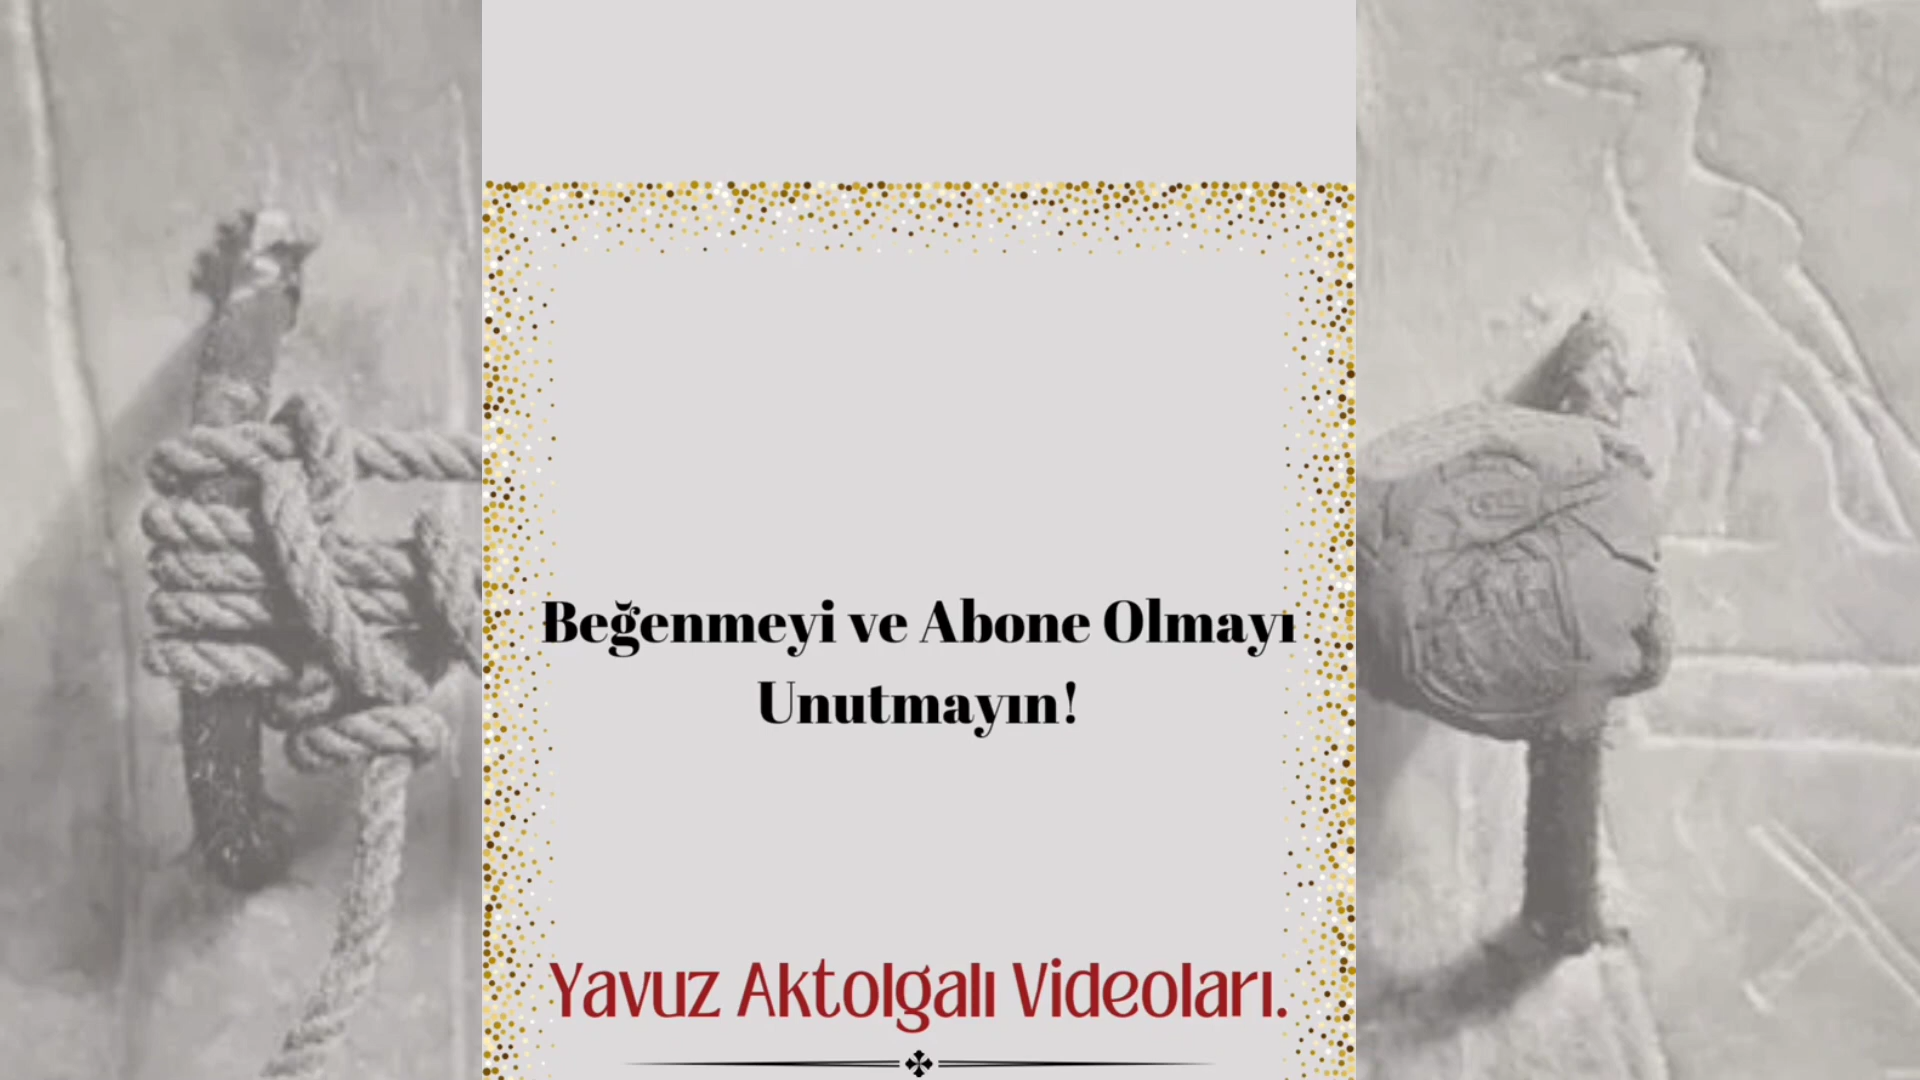 Beğenmeyi ve Abone Olmayı
Unutmayın!
Yavuz Aktolgalı Videoları.